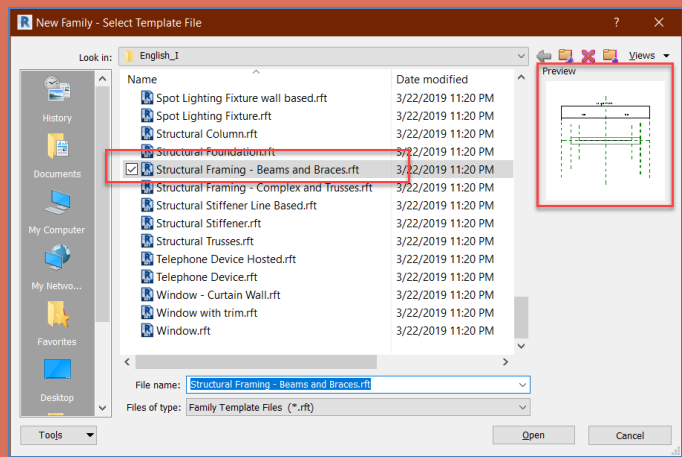 New Family - Select Template File
Look in: English_I Views
Name Date modified
Preview
Spot Lighting Fixture wall based.rft 3/22/2019 11:20 PM
Spot Lighting Fixture.rft 3/22/2019 11:20 PM
Structural Column.rft 3/22/2019 11:20 PM
Structural Foundation.rft 3/22/2019 11:20 PM
Structural Framing - Beams and Braces.rft 3/22/2019 11:20 PM
Structural Framing - Complex and Trusses.rft 3/22/2019 11:20 PM
Structural Stiffener Line Based.rft 3/22/2019 11:20 PM
Structural Stiffener.rft 3/22/2019 11:20 PM
Structural Trusses.rft 3/22/2019 11:20 PM
Telephone Device Hosted.rft 3/22/2019 11:20 PM
Telephone Device.rft 3/22/2019 11:20 PM
Window - Curtain Wall.rft 3/22/2019 11:20 PM
Window with trim.rft 3/22/2019 11:20 PM
Window.rft 3/22/2019 11:20 PM
History
Documents
My Computer
My Netwo...
Favorites
Desktop
File name: Structural Framing - Beams and Braces.rft
Files of type: Family Template Files (*.rft)
Tools Open Cancel